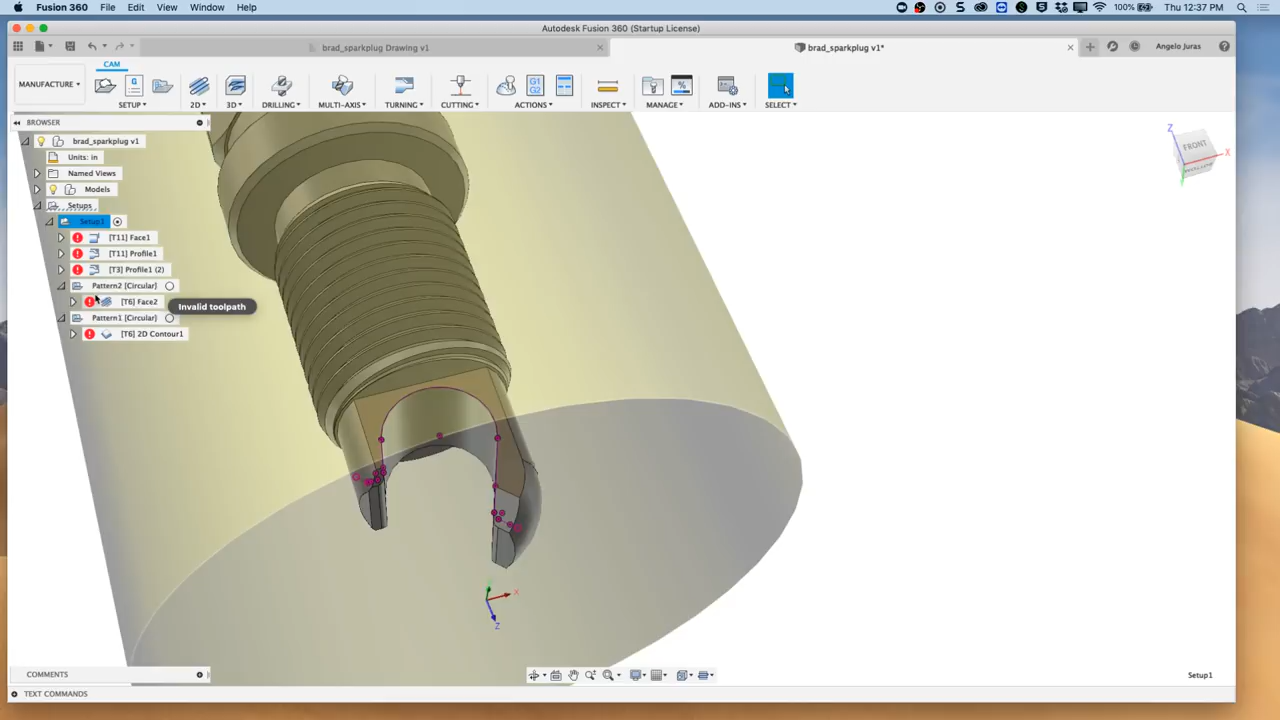 Fusion 360 File Edit View Window Help 100% Thu 12:37 PM
Autodesk Fusion 360 (Startup License)
brad_sparkplug Drawing v1 brad_sparkplug v1* Angelo Juras
CAM
MANUFACTURE
G G1 G2 %
SETUP 2D 3D DRILLING MULTI-AXIS TURNING CUTTING ACTIONS INSPECT MANAGE ADD-INS SELECT
BROWSER
brad_sparkplug v1
Units: in
Named Views
Models
Setups
Setup1
[T11] Face1
[T11] Profile1
[T3] Profile1 (2)
Pattern2 [Circular]
[T6] Face2
Invalid toolpath
Pattern1 [Circular]
[T6] 2D Contour1
Z
FRONT
X
Y
X
Z
COMMENTS
Setup1
TEXT COMMANDS